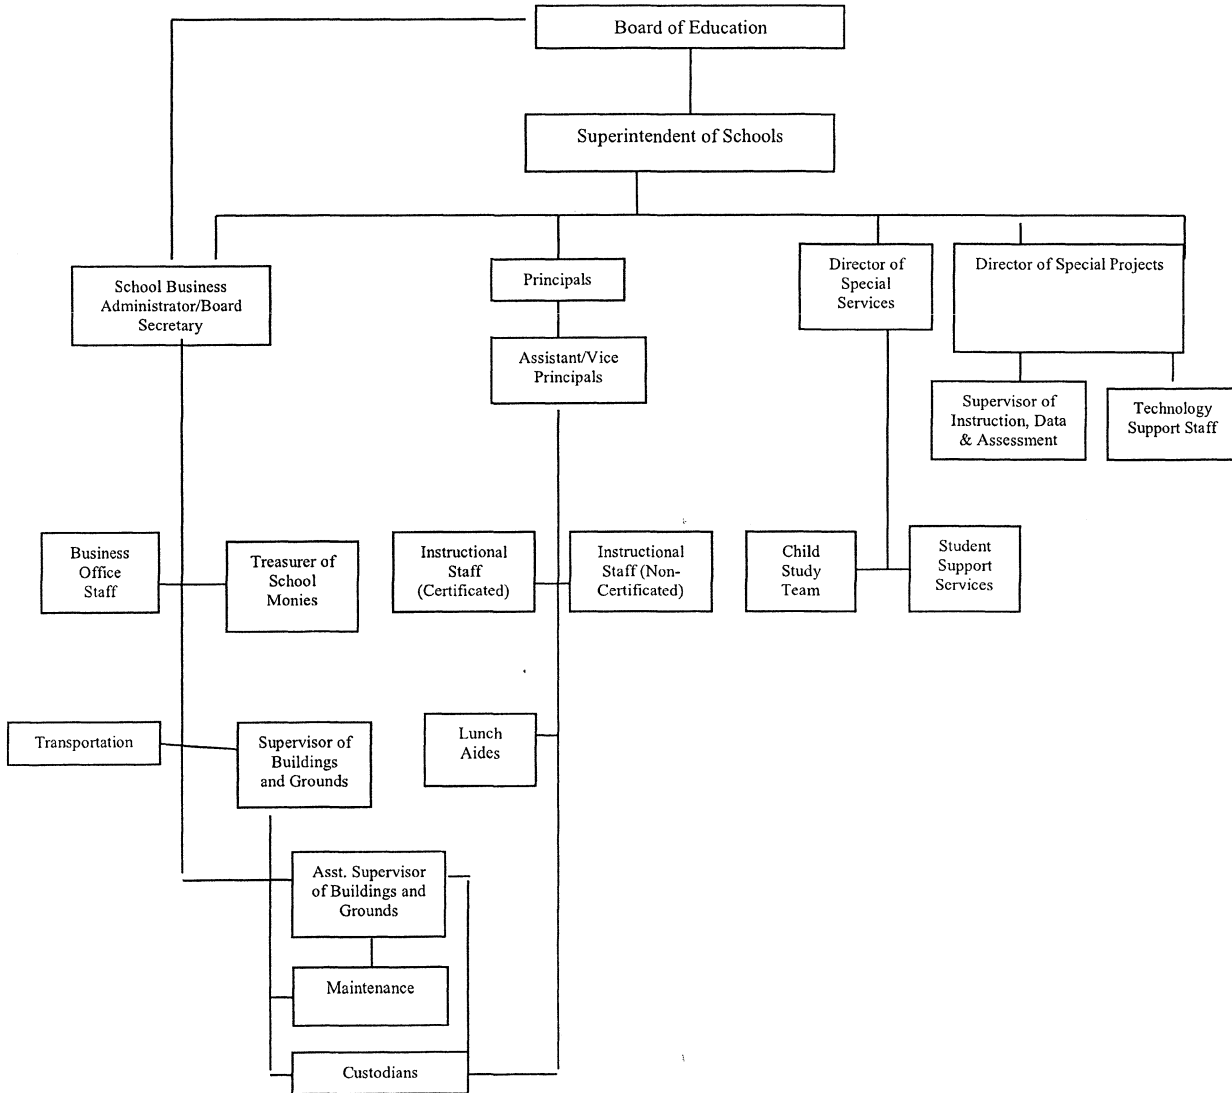 Board of Education
Superintendent of Schools
School Business
Administrator/Board
Secretary
Principals
Director of
Special
Services
Director of Special Projects
Assistant/Vice
Principals
Supervisor of
Instruction, Data
& Assessment
Technology
Support Staff
Business
Office
Staff
Treasurer of
School
Monies
Instructional
Staff
(Certificated)
Instructional
Staff (Non-
Certificated)
Child
Study
Team
Student
Support
Services
Transportation
Supervisor of
Buildings
and Grounds
Lunch
Aides
Asst. Supervisor
of Buildings and
Grounds
Maintenance
Custodians